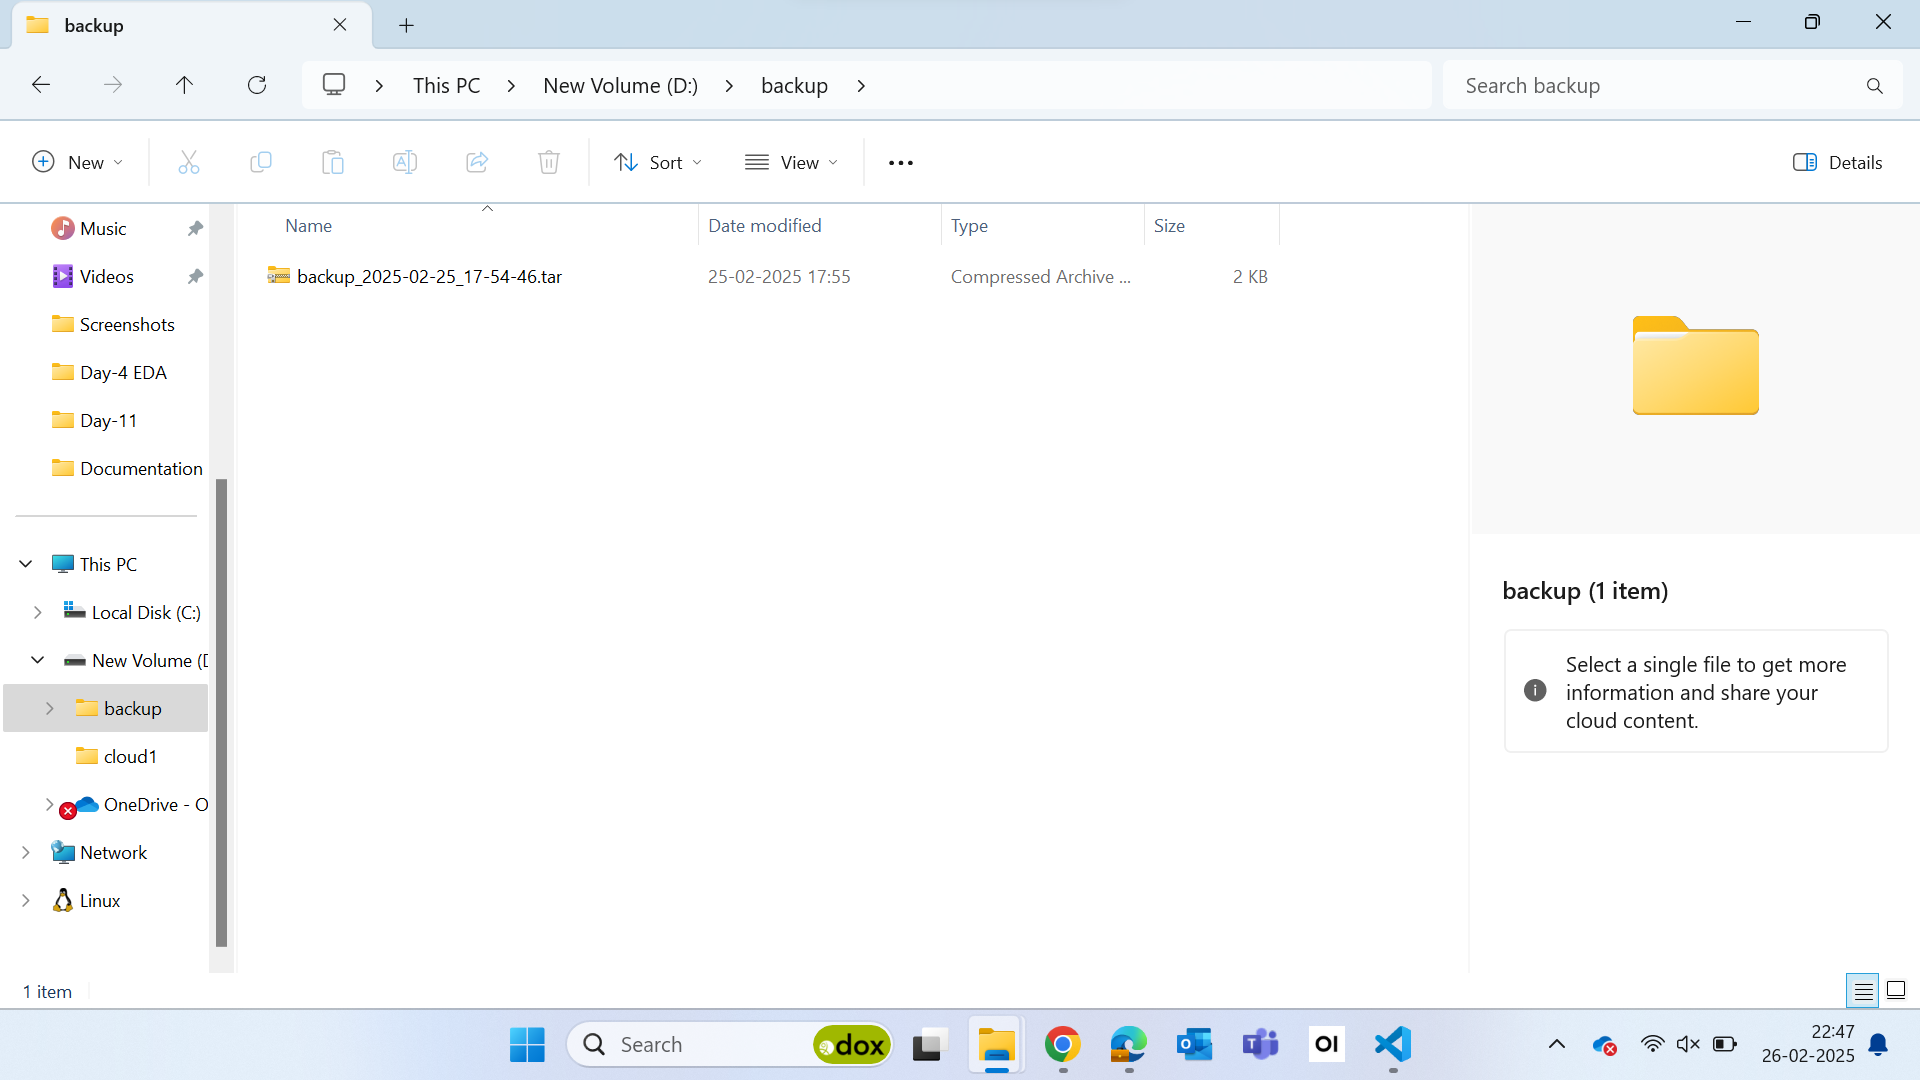 backup
This PC
New Volume (D:)
backup
Search backup
New
Sort
View
Details
Music
Videos
Screenshots
Day-4 EDA
Day-11
Documentation
This PC
Local Disk (C:)
New Volume (D
backup
cloud1
OneDrive - O
Network
Linux
Name
Date modified
Type
Size
backup_2025-02-25_17-54-46.tar
25-02-2025 17:55
Compressed Archive ...
2 KB
backup (1 item)
Select a single file to get more
information and share your
cloud content.
1 item
Search
dox
OI
22:47
26-02-2025